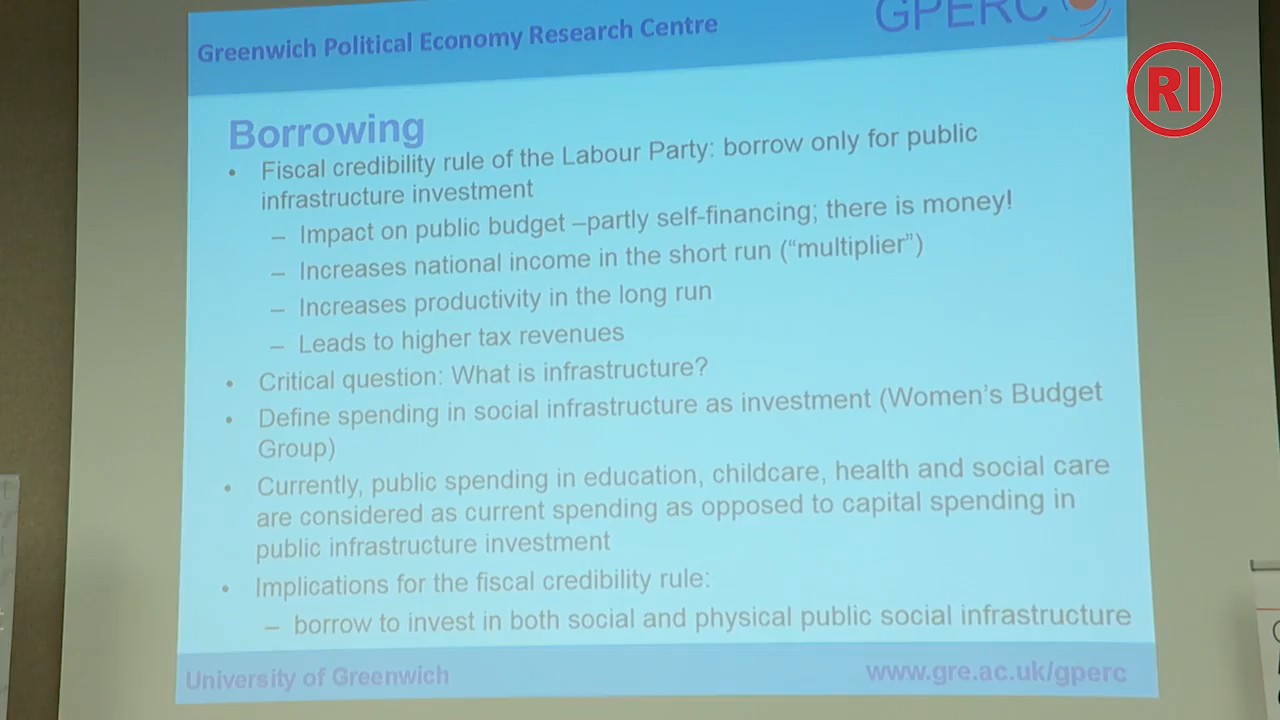 Greenwich Political Economy Research Centre
GPERC
RI
Borrowing
• Fiscal credibility rule of the Labour Party: borrow only for public
infrastructure investment
– Impact on public budget –partly self-financing; there is money!
– Increases national income in the short run (“multiplier”)
– Increases productivity in the long run
– Leads to higher tax revenues
• Critical question: What is infrastructure?
• Define spending in social infrastructure as investment (Women’s Budget
Group)
• Currently, public spending in education, childcare, health and social care
are considered as current spending as opposed to capital spending in
public infrastructure investment
• Implications for the fiscal credibility rule:
– borrow to invest in both social and physical public social infrastructure
University of Greenwich
www.gre.ac.uk/gperc